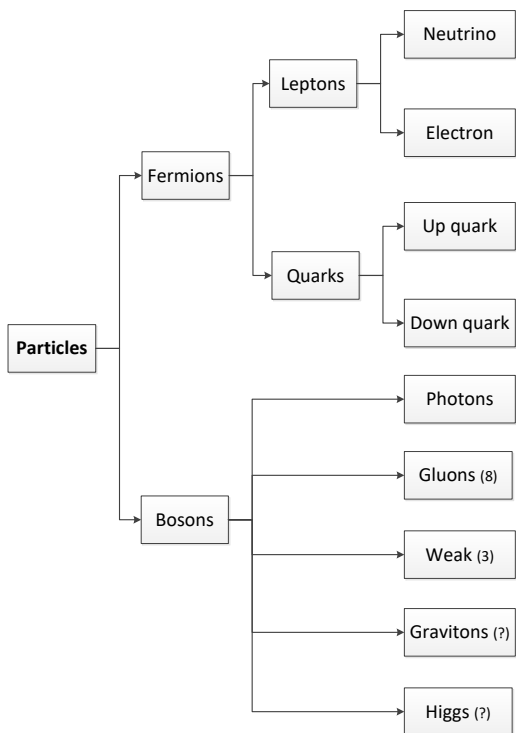 Particles
Fermions
Leptons
Neutrino
Electron
Quarks
Up quark
Down quark
Bosons
Photons
Gluons (8)
Weak (3)
Gravitons (?)
Higgs (?)